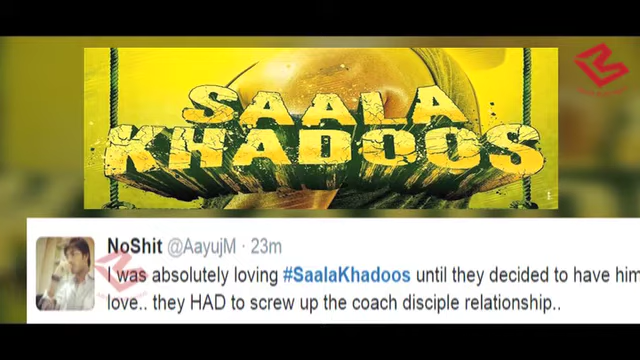 SAALA
KHADOOS
NoShit @AayujM · 23m
I was absolutely loving #SaalaKhadoos until they decided to have him
love.. they HAD to screw up the coach disciple relationship..